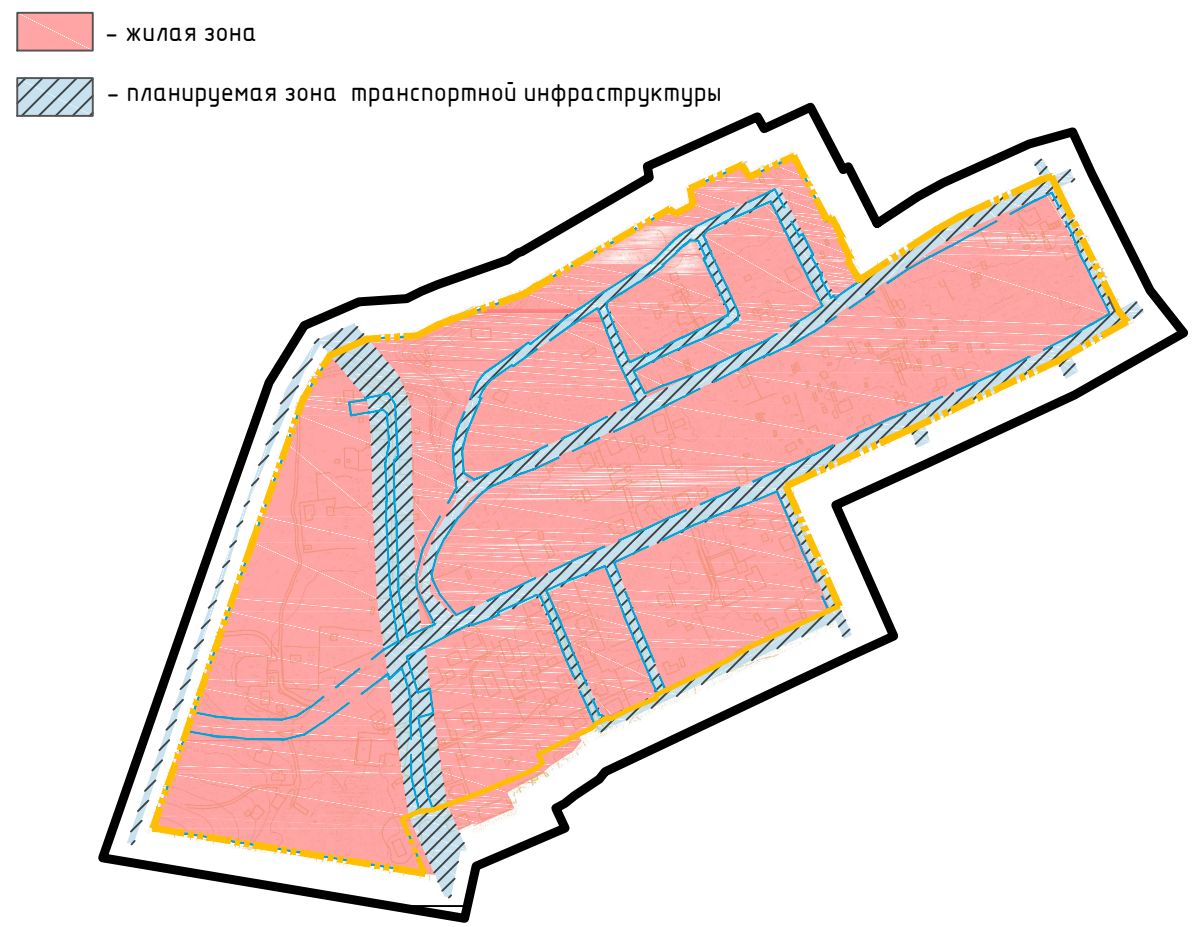 - жилая зона
- планируемая зона транспортной инфраструктуры